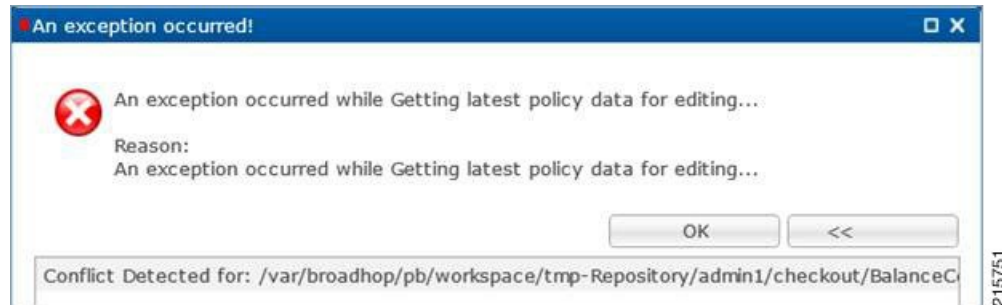 An exception occurred!
An exception occurred while Getting latest policy data for editing...
Reason:
An exception occurred while Getting latest policy data for editing...
OK
<<
Conflict Detected for: /var/broadhop/pb/workspace/tmp-Repository/admin1/checkout/BalanceC
215751